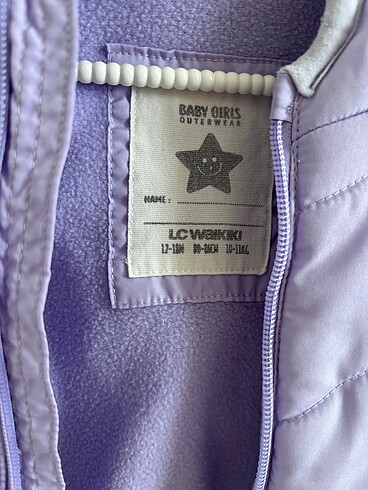 BABY GIRLS
OUTERWEAR
NAME :
LC WAIKIKI
12-18M 80-86CM 10-11KG